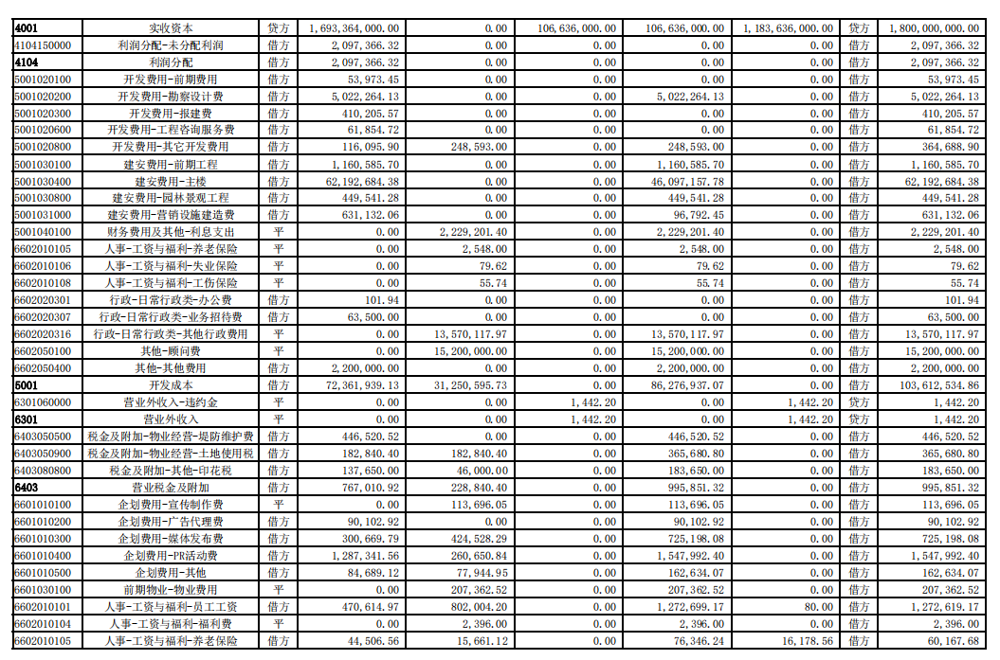 4001 实收资本 贷方 1,693,364,000.00 0.00 106,636,000.00 106,636,000.00 1,183,636,000.00 贷方 1,800,000,000.00
4104150000 利润分配-未分配利润 借方 2,097,366.32 0.00 0.00 0.00 0.00 借方 2,097,366.32
4104 利润分配 借方 2,097,366.32 0.00 0.00 0.00 0.00 借方 2,097,366.32
5001020100 开发费用-前期费用 借方 53,973.45 0.00 0.00 0.00 0.00 借方 53,973.45
5001020200 开发费用-勘察设计费 借方 5,022,264.13 0.00 0.00 5,022,264.13 0.00 借方 5,022,264.13
5001020300 开发费用-报建费 借方 410,205.57 0.00 0.00 0.00 0.00 借方 410,205.57
5001020600 开发费用-工程咨询服务费 借方 61,854.72 0.00 0.00 0.00 0.00 借方 61,854.72
5001020800 开发费用-其它开发费用 借方 116,095.90 248,593.00 0.00 248,593.00 0.00 借方 364,688.90
5001030100 建安费用-前期工程 借方 1,160,585.70 0.00 0.00 1,160,585.70 0.00 借方 1,160,585.70
5001030400 建安费用-主楼 借方 62,192,684.38 0.00 0.00 46,097,157.78 0.00 借方 62,192,684.38
5001030800 建安费用-园林景观工程 借方 449,541.28 0.00 0.00 449,541.28 0.00 借方 449,541.28
5001031000 建安费用-营销设施建造费 借方 631,132.06 0.00 0.00 96,792.45 0.00 借方 631,132.06
5001040100 财务费用及其他-利息支出 平 0.00 2,229,201.40 0.00 2,229,201.40 0.00 借方 2,229,201.40
6602010105 人事-工资与福利-养老保险 平 0.00 2,548.00 0.00 2,548.00 0.00 借方 2,548.00
6602010106 人事-工资与福利-失业保险 平 0.00 79.62 0.00 79.62 0.00 借方 79.62
6602010108 人事-工资与福利-工伤保险 平 0.00 55.74 0.00 55.74 0.00 借方 55.74
6602020301 行政-日常行政类-办公费 借方 101.94 0.00 0.00 0.00 0.00 借方 101.94
6602020307 行政-日常行政类-业务招待费 借方 63,500.00 0.00 0.00 0.00 0.00 借方 63,500.00
6602020316 行政-日常行政类-其他行政费用 平 0.00 13,570,117.97 0.00 13,570,117.97 0.00 借方 13,570,117.97
6602050100 其他-顾问费 平 0.00 15,200,000.00 0.00 15,200,000.00 0.00 借方 15,200,000.00
6602050400 其他-其他费用 借方 2,200,000.00 0.00 0.00 2,200,000.00 0.00 借方 2,200,000.00
5001 开发成本 借方 72,361,939.13 31,250,595.73 0.00 86,276,937.07 0.00 借方 103,612,534.86
6301060000 营业外收入-违约金 平 0.00 0.00 1,442.20 0.00 1,442.20 贷方 1,442.20
6301 营业外收入 平 0.00 0.00 1,442.20 0.00 1,442.20 贷方 1,442.20
6403050500 税金及附加-物业经营-堤防维护费 借方 446,520.52 0.00 0.00 446,520.52 0.00 借方 446,520.52
6403050900 税金及附加-物业经营-土地使用税 借方 182,840.40 182,840.40 0.00 365,680.80 0.00 借方 365,680.80
6403080800 税金及附加-其他-印花税 借方 137,650.00 46,000.00 0.00 183,650.00 0.00 借方 183,650.00
6403 营业税金及附加 借方 767,010.92 228,840.40 0.00 995,851.32 0.00 借方 995,851.32
6601010100 企划费用-宣传制作费 平 0.00 113,696.05 0.00 113,696.05 0.00 借方 113,696.05
6601010200 企划费用-广告代理费 借方 90,102.92 0.00 0.00 90,102.92 0.00 借方 90,102.92
6601010300 企划费用-媒体发布费 借方 300,669.79 424,528.29 0.00 725,198.08 0.00 借方 725,198.08
6601010400 企划费用-PR活动费 借方 1,287,341.56 260,650.84 0.00 1,547,992.40 0.00 借方 1,547,992.40
6601010500 企划费用-其他 借方 84,689.12 77,944.95 0.00 162,634.07 0.00 借方 162,634.07
6601030100 前期物业-物业费用 平 0.00 207,362.52 0.00 207,362.52 0.00 借方 207,362.52
6602010101 人事-工资与福利-员工工资 借方 470,614.97 802,004.20 0.00 1,272,699.17 80.00 借方 1,272,619.17
6602010104 人事-工资与福利-福利费 平 0.00 2,396.00 0.00 2,396.00 0.00 借方 2,396.00
6602010105 人事-工资与福利-养老保险 借方 44,506.56 15,661.12 0.00 76,346.24 16,178.56 借方 60,167.68